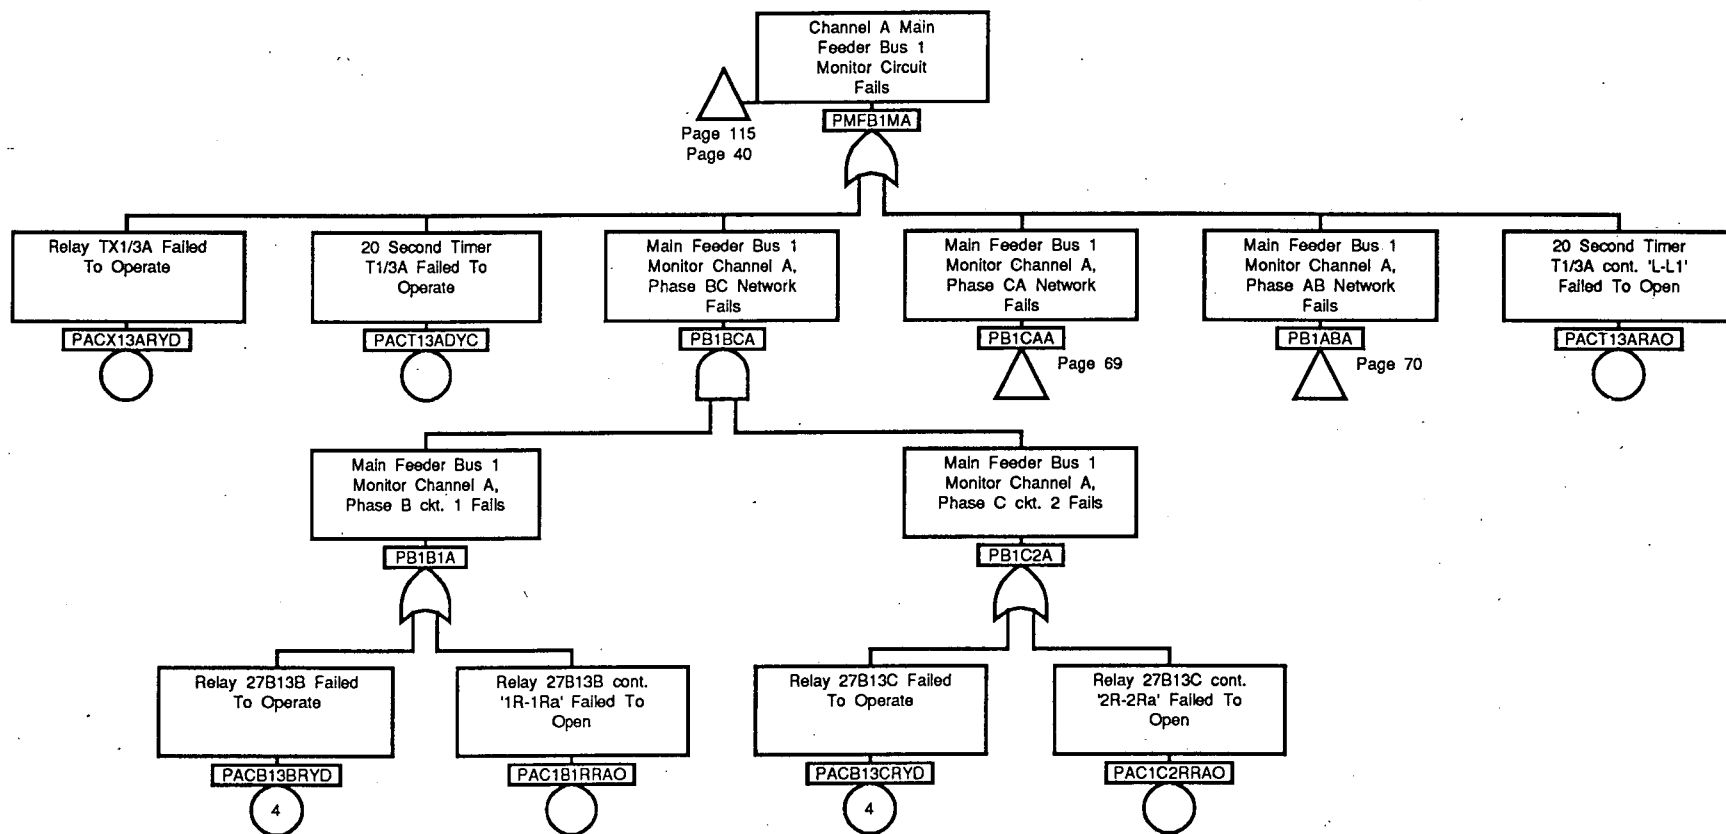 Channel A Main
Feeder Bus 1
Monitor Circuit
Fails
Page 115
Page 40
PMFB1MA
Relay TX1/3A Failed
To Operate
PACX13ARYD
20 Second Timer
T1/3A Failed To
Operate
PACT13ADYC
Main Feeder Bus 1
Monitor Channel A,
Phase BC Network
Fails
PB1BCA
Main Feeder Bus 1
Monitor Channel A,
Phase CA Network
Fails
PB1CAA
Page 69
Main Feeder Bus 1
Monitor Channel A,
Phase AB Network
Fails
PB1ABA
Page 70
20 Second Timer
T1/3A cont. 'L-L1'
Failed To Open
PACT13ARAO
Main Feeder Bus 1
Monitor Channel A,
Phase B ckt. 1 Fails
PB1B1A
Main Feeder Bus 1
Monitor Channel A,
Phase C ckt. 2 Fails
PB1C2A
Relay 27B13B Failed
To Operate
PACB13BRYD
4
Relay 27B13B cont.
'1R-1Ra' Failed To
Open
PAC1B1RRAO
Relay 27B13C Failed
To Operate
PACB13CRYD
4
Relay 27B13C cont.
'2R-2Ra' Failed To
Open
PAC1C2RRAO